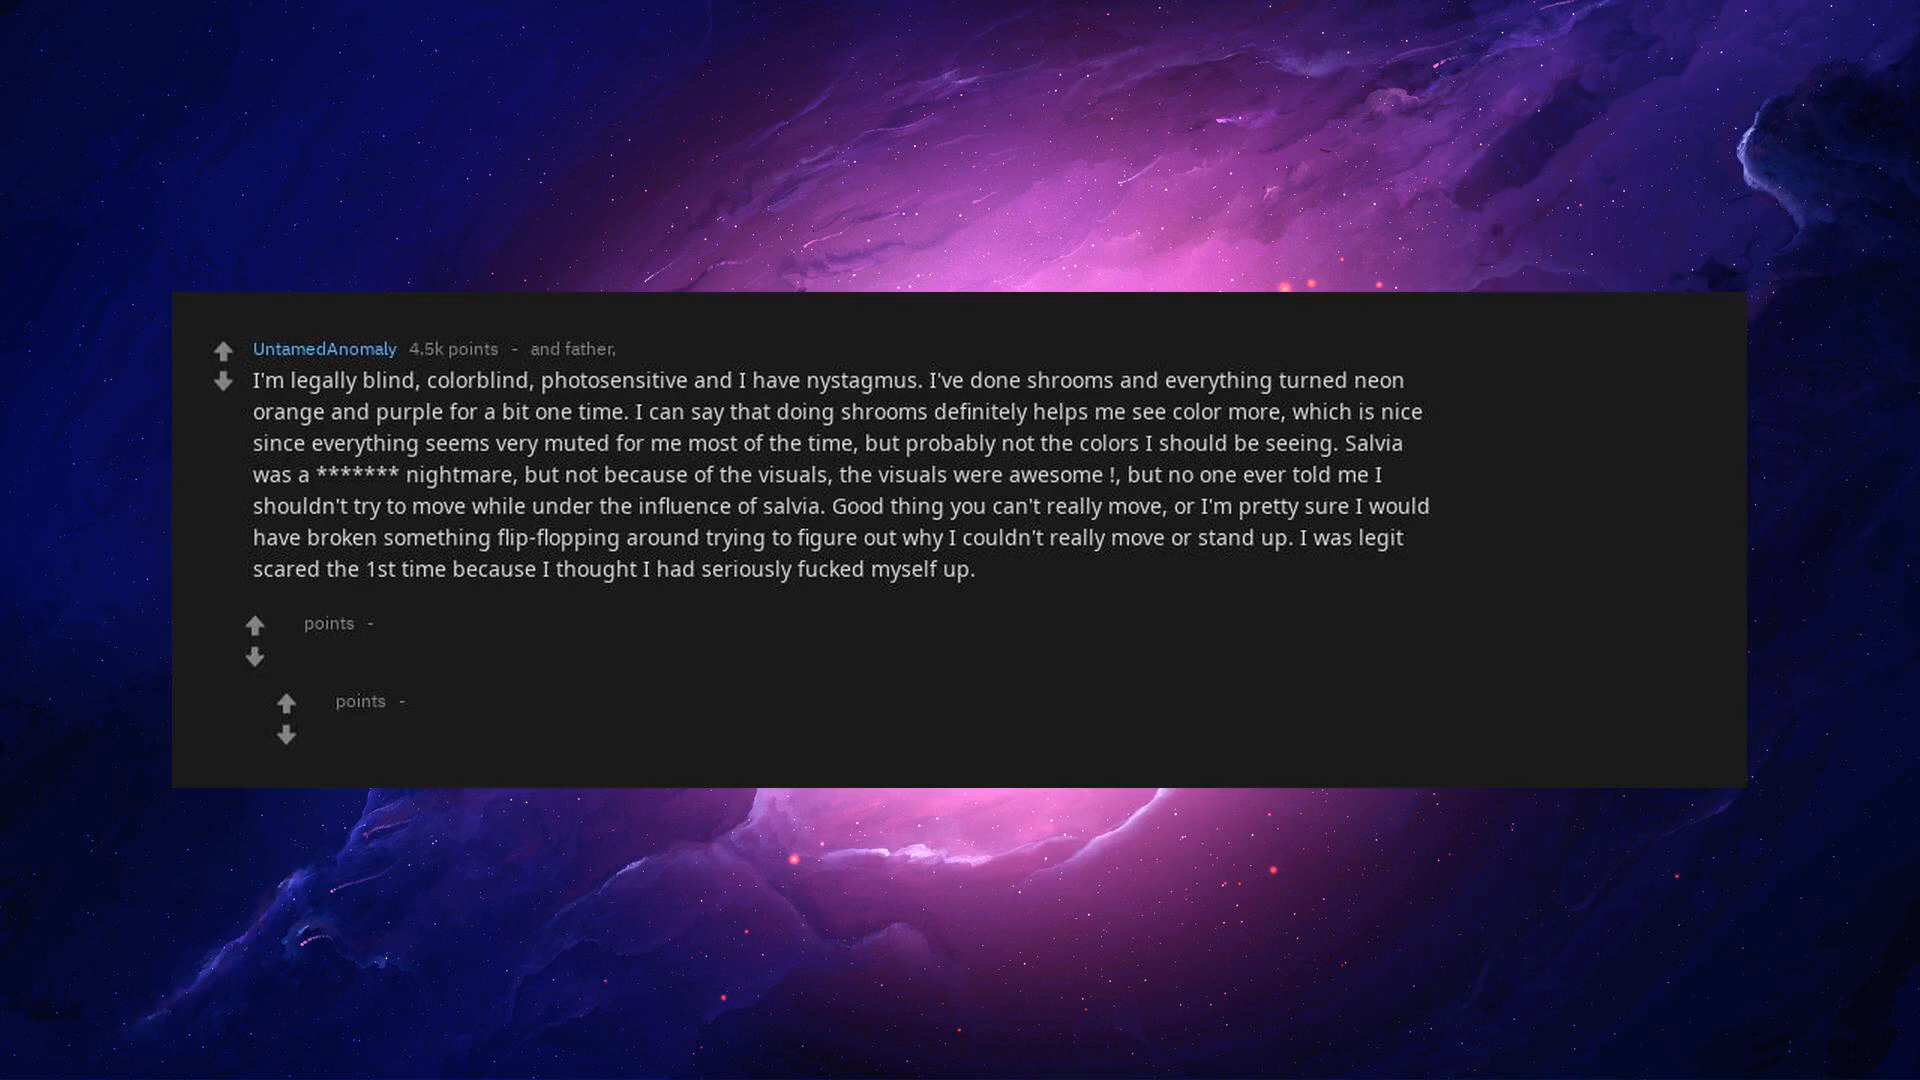 UntamedAnomaly 4.5k points - and father,
I'm legally blind, colorblind, photosensitive and I have nystagmus. I've done shrooms and everything turned neon
orange and purple for a bit one time. I can say that doing shrooms definitely helps me see color more, which is nice
since everything seems very muted for me most of the time, but probably not the colors I should be seeing. Salvia
was a ******* nightmare, but not because of the visuals, the visuals were awesome !, but no one ever told me I
shouldn't try to move while under the influence of salvia. Good thing you can't really move, or I'm pretty sure I would
have broken something flip-flopping around trying to figure out why I couldn't really move or stand up. I was legit
scared the 1st time because I thought I had seriously fucked myself up.
points -
points -